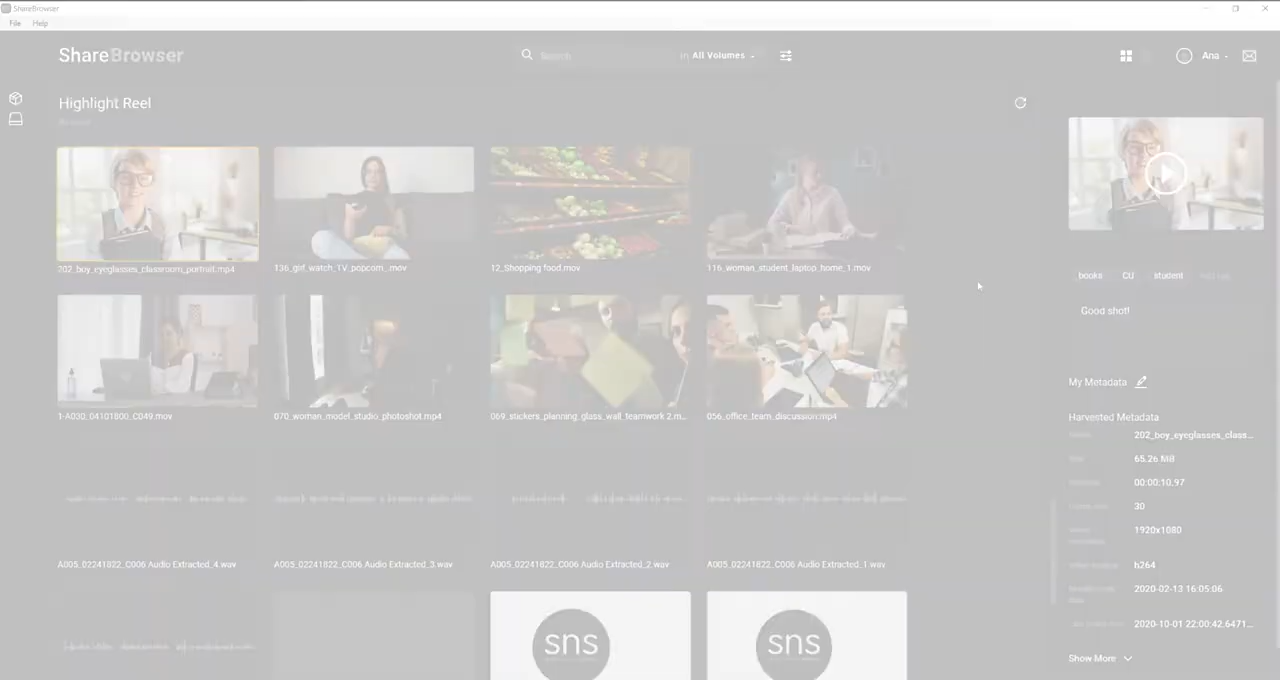 ShareBrowser
File Help
ShareBrowser
Search in All Volumes
Ana
Highlight Reel
202_boy_eyeglasses_classroom_portrait.mp4
136_girl_watch_TV_popcorn_.mov
12_Shopping food.mov
116_woman_student_laptop_home_1.mov
books CU student
Good shot!
1-A030_04101800_C049.mov
070_woman_model_studio_photoshot.mp4
069_stickers_planning_glass_wall_teamwork 2.m...
056_office_team_discussion.mp4
My Metadata
Harvested Metadata
202_boy_eyeglasses_class...
65.26 MB
00:00:10.97
30
1920x1080
h264
2020-02-13 16:05:06
2020-10-01 22:00:42.6471...
A005_02241822_C006 Audio Extracted_4.wav
A005_02241822_C006 Audio Extracted_3.wav
A005_02241822_C006 Audio Extracted_2.wav
A005_02241822_C006 Audio Extracted_1.wav
sns
sns
Show More